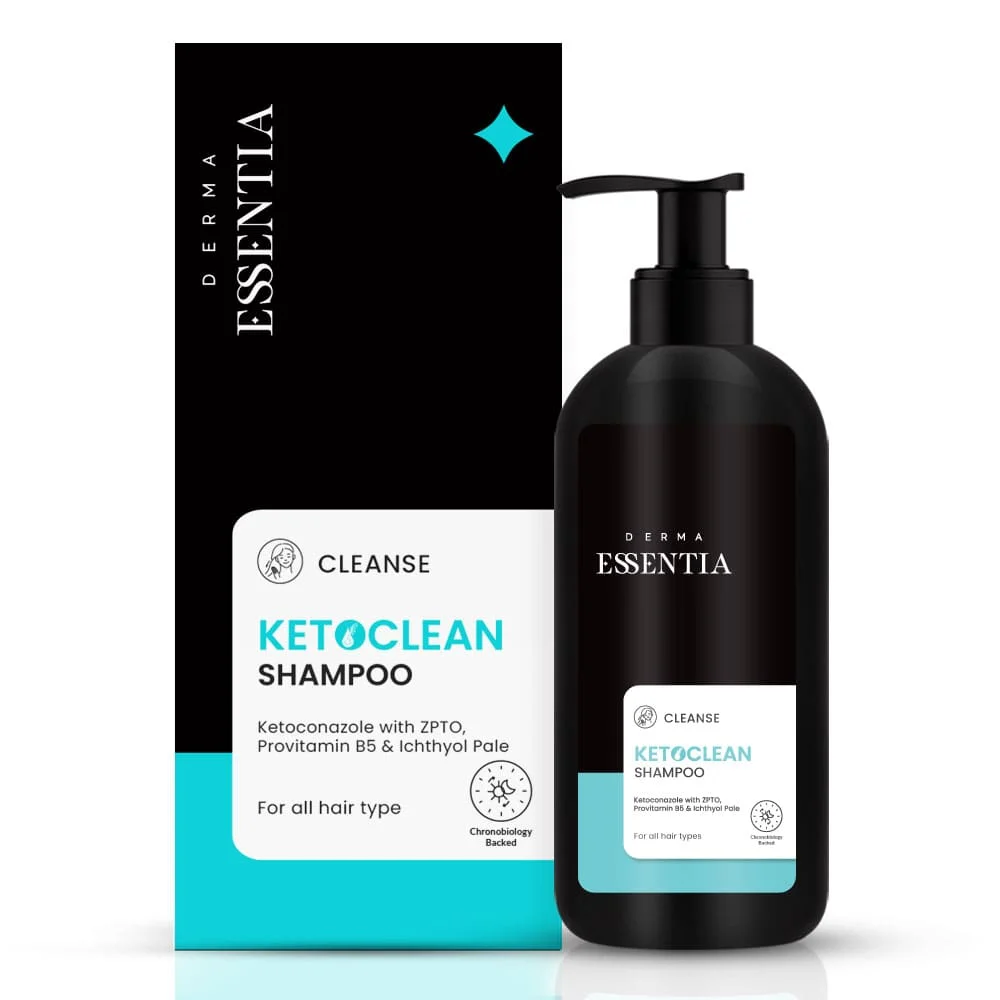 DERMA
ESSENTIA
CLEANSE
KETOCLEAN
SHAMPOO
Ketoconazole with ZPTO,
Provitamin B5 & Ichthyol Pale
For all hair type
Chronobiology
Backed
DERMA
ESSENTIA
CLEANSE
KETOCLEAN
SHAMPOO
Ketoconazole with ZPTO,
Provitamin B5 & Ichthyol Pale
For all hair types
Chronobiology
Backed